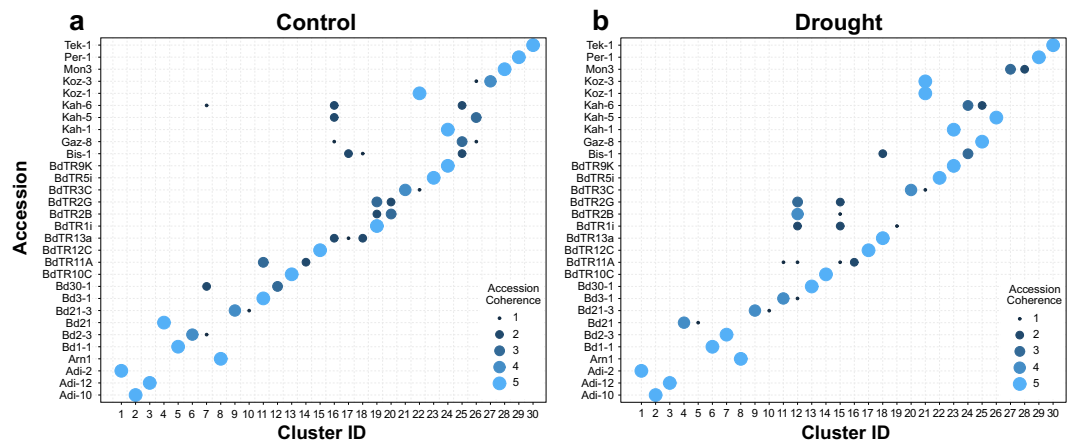 a
Control
Accession
Tek-1
Per-1
Mon3
Koz-3
Koz-1
Kah-6
Kah-5
Kah-1
Gaz-8
Bis-1
BdTR9K
BdTR5i
BdTR3C
BdTR2G
BdTR2B
BdTR1i
BdTR13a
BdTR12C
BdTR11A
BdTR10C
Bd30-1
Bd3-1
Bd21-3
Bd21
Bd2-3
Bd1-1
Arn1
Adi-2
Adi-12
Adi-10
Accession
Coherence
1
2
3
4
5
1 2 3 4 5 6 7 8 9 10 11 12 13 14 15 16 17 18 19 20 21 22 23 24 25 26 27 28 29 30
Cluster ID
b
Drought
Tek-1
Per-1
Mon3
Koz-3
Koz-1
Kah-6
Kah-5
Kah-1
Gaz-8
Bis-1
BdTR9K
BdTR5i
BdTR3C
BdTR2G
BdTR2B
BdTR1i
BdTR13a
BdTR12C
BdTR11A
BdTR10C
Bd30-1
Bd3-1
Bd21-3
Bd21
Bd2-3
Bd1-1
Arn1
Adi-2
Adi-12
Adi-10
Accession
Coherence
1
2
3
4
5
1 2 3 4 5 6 7 8 9 10 11 12 13 14 15 16 17 18 19 20 21 22 23 24 25 26 27 28 29 30
Cluster ID